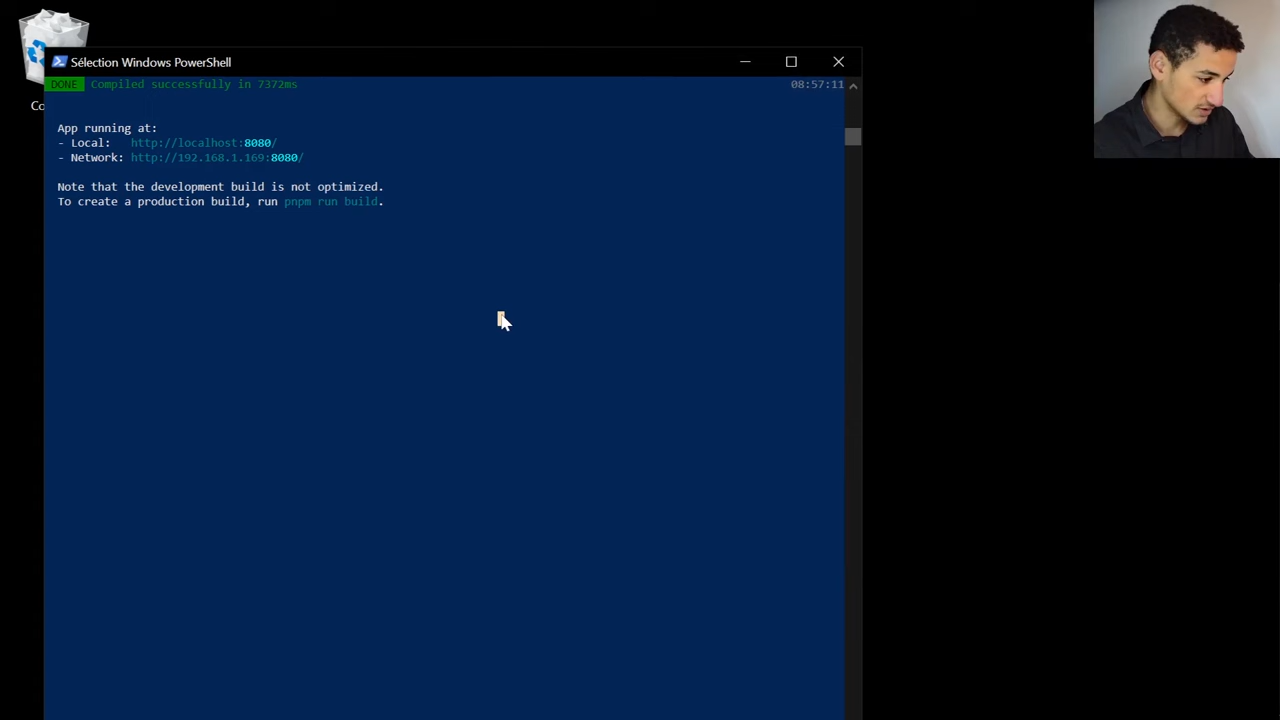 Sélection Windows PowerShell
DONE Compiled successfully in 7372ms 08:57:11
App running at:
- Local: http://localhost:8080/
- Network: http://192.168.1.169:8080/
Note that the development build is not optimized.
To create a production build, run pnpm run build.
Co